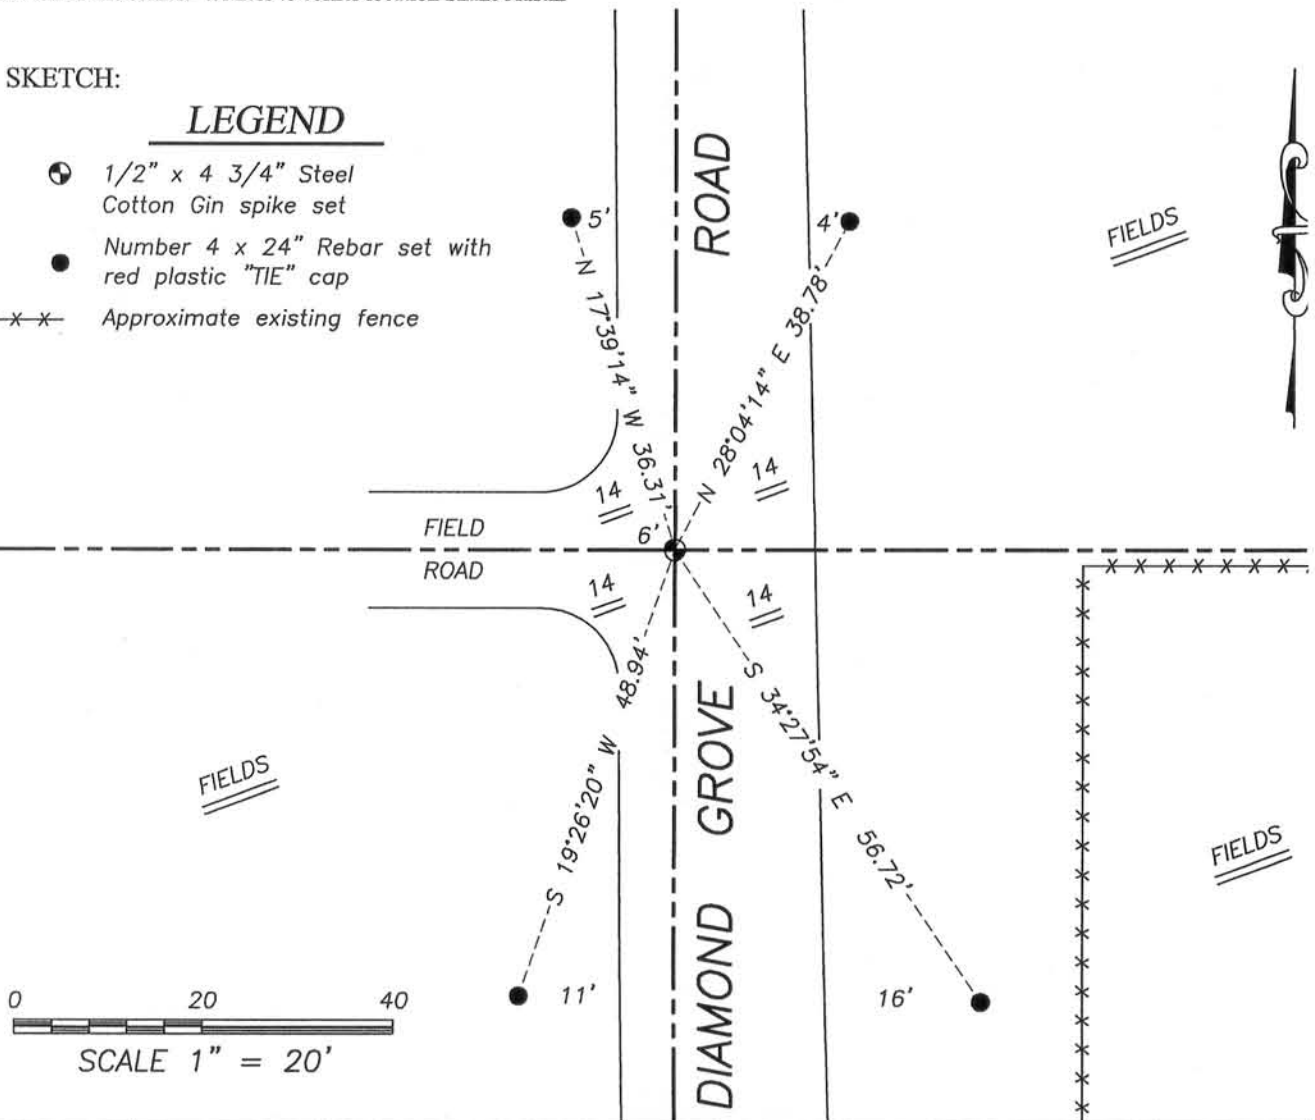 SKETCH:
LEGEND
1/2" x 4 3/4" Steel
Cotton Gin spike set
Number 4 x 24" Rebar set with
red plastic "TIE" cap
x x Approximate existing fence
ROAD
5'
4'
FIELDS
N 17°39'14" W 36.31'
N 28°04'14" E 38.78'
14
14
FIELD
6'
ROAD
14
14
S 19°26'20" W 48.94'
S 34°27'54" E 56.72'
DIAMOND GROVE
FIELDS
FIELDS
11'
16'
0 20 40
SCALE 1" = 20'